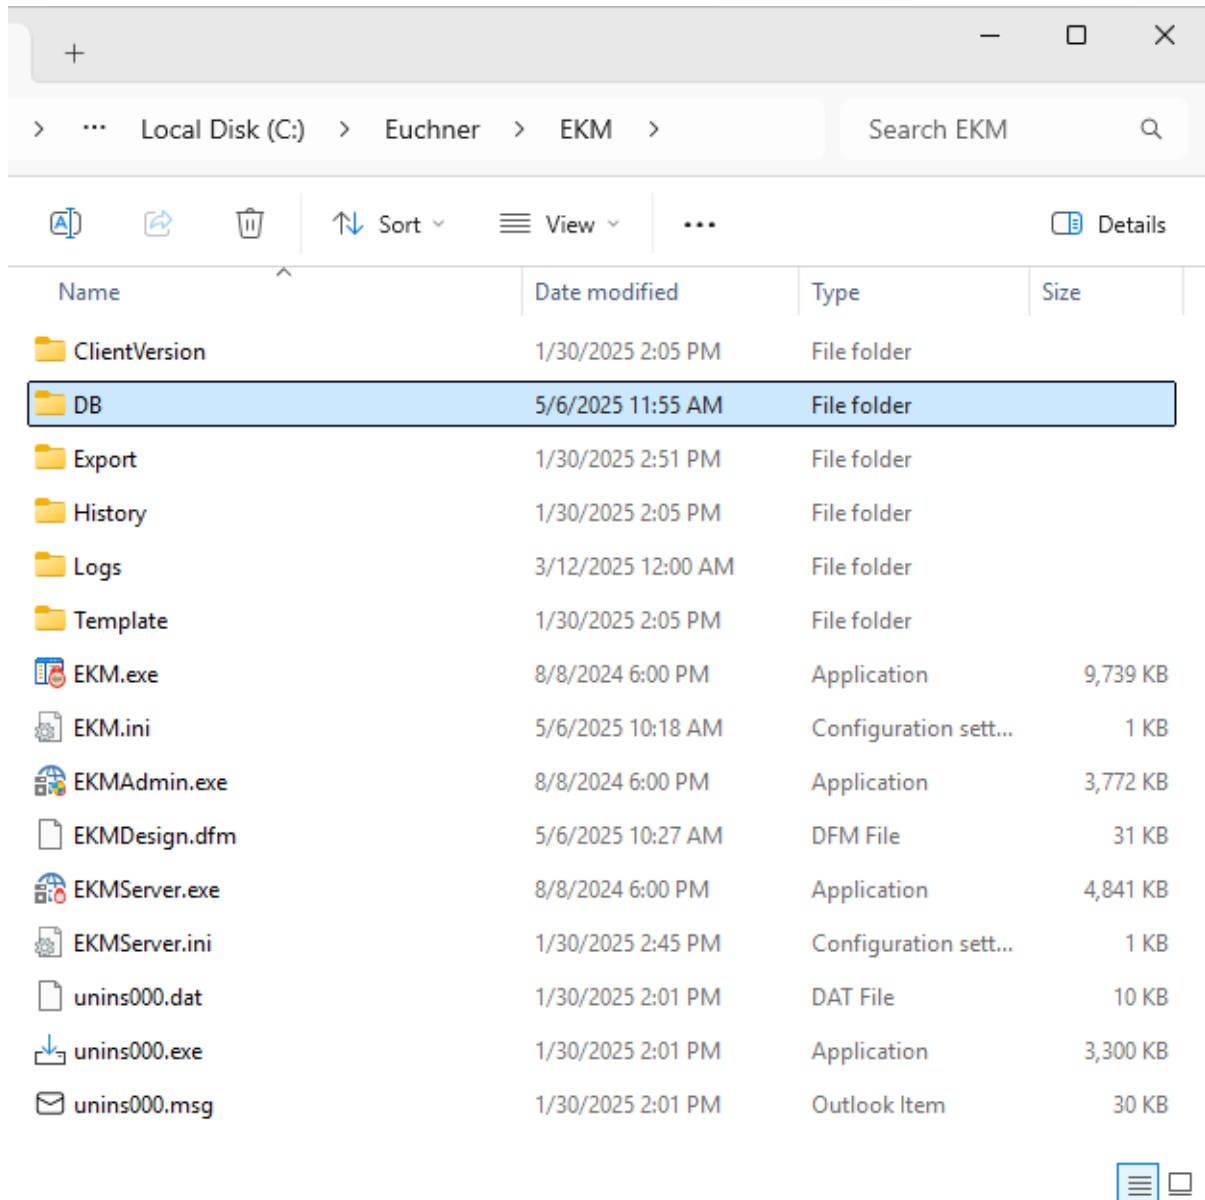 Local Disk (C:) > Euchner > EKM > Search EKM
Sort View ... Details
Name Date modified Type Size
ClientVersion 1/30/2025 2:05 PM File folder
DB 5/6/2025 11:55 AM File folder
Export 1/30/2025 2:51 PM File folder
History 1/30/2025 2:05 PM File folder
Logs 3/12/2025 12:00 AM File folder
Template 1/30/2025 2:05 PM File folder
EKM.exe 8/8/2024 6:00 PM Application 9,739 KB
EKM.ini 5/6/2025 10:18 AM Configuration sett... 1 KB
EKMAdmin.exe 8/8/2024 6:00 PM Application 3,772 KB
EKMDesign.dfm 5/6/2025 10:27 AM DFM File 31 KB
EKMServer.exe 8/8/2024 6:00 PM Application 4,841 KB
EKMServer.ini 1/30/2025 2:45 PM Configuration sett... 1 KB
unins000.dat 1/30/2025 2:01 PM DAT File 10 KB
unins000.exe 1/30/2025 2:01 PM Application 3,300 KB
unins000.msg 1/30/2025 2:01 PM Outlook Item 30 KB